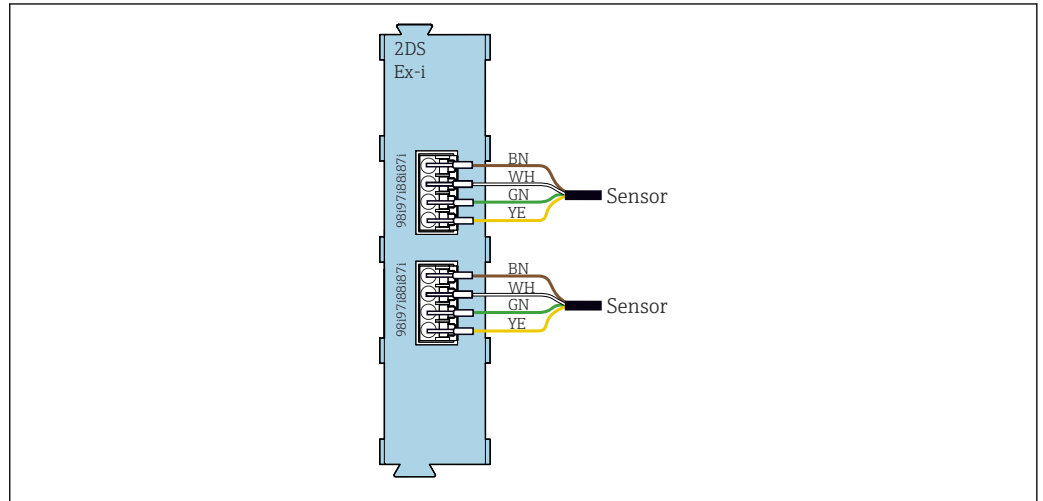 2DS
Ex-i
98i97i88i87i
BN
WH
GN
YE
Sensor
98i97i88i87i
BN
WH
GN
YE
Sensor